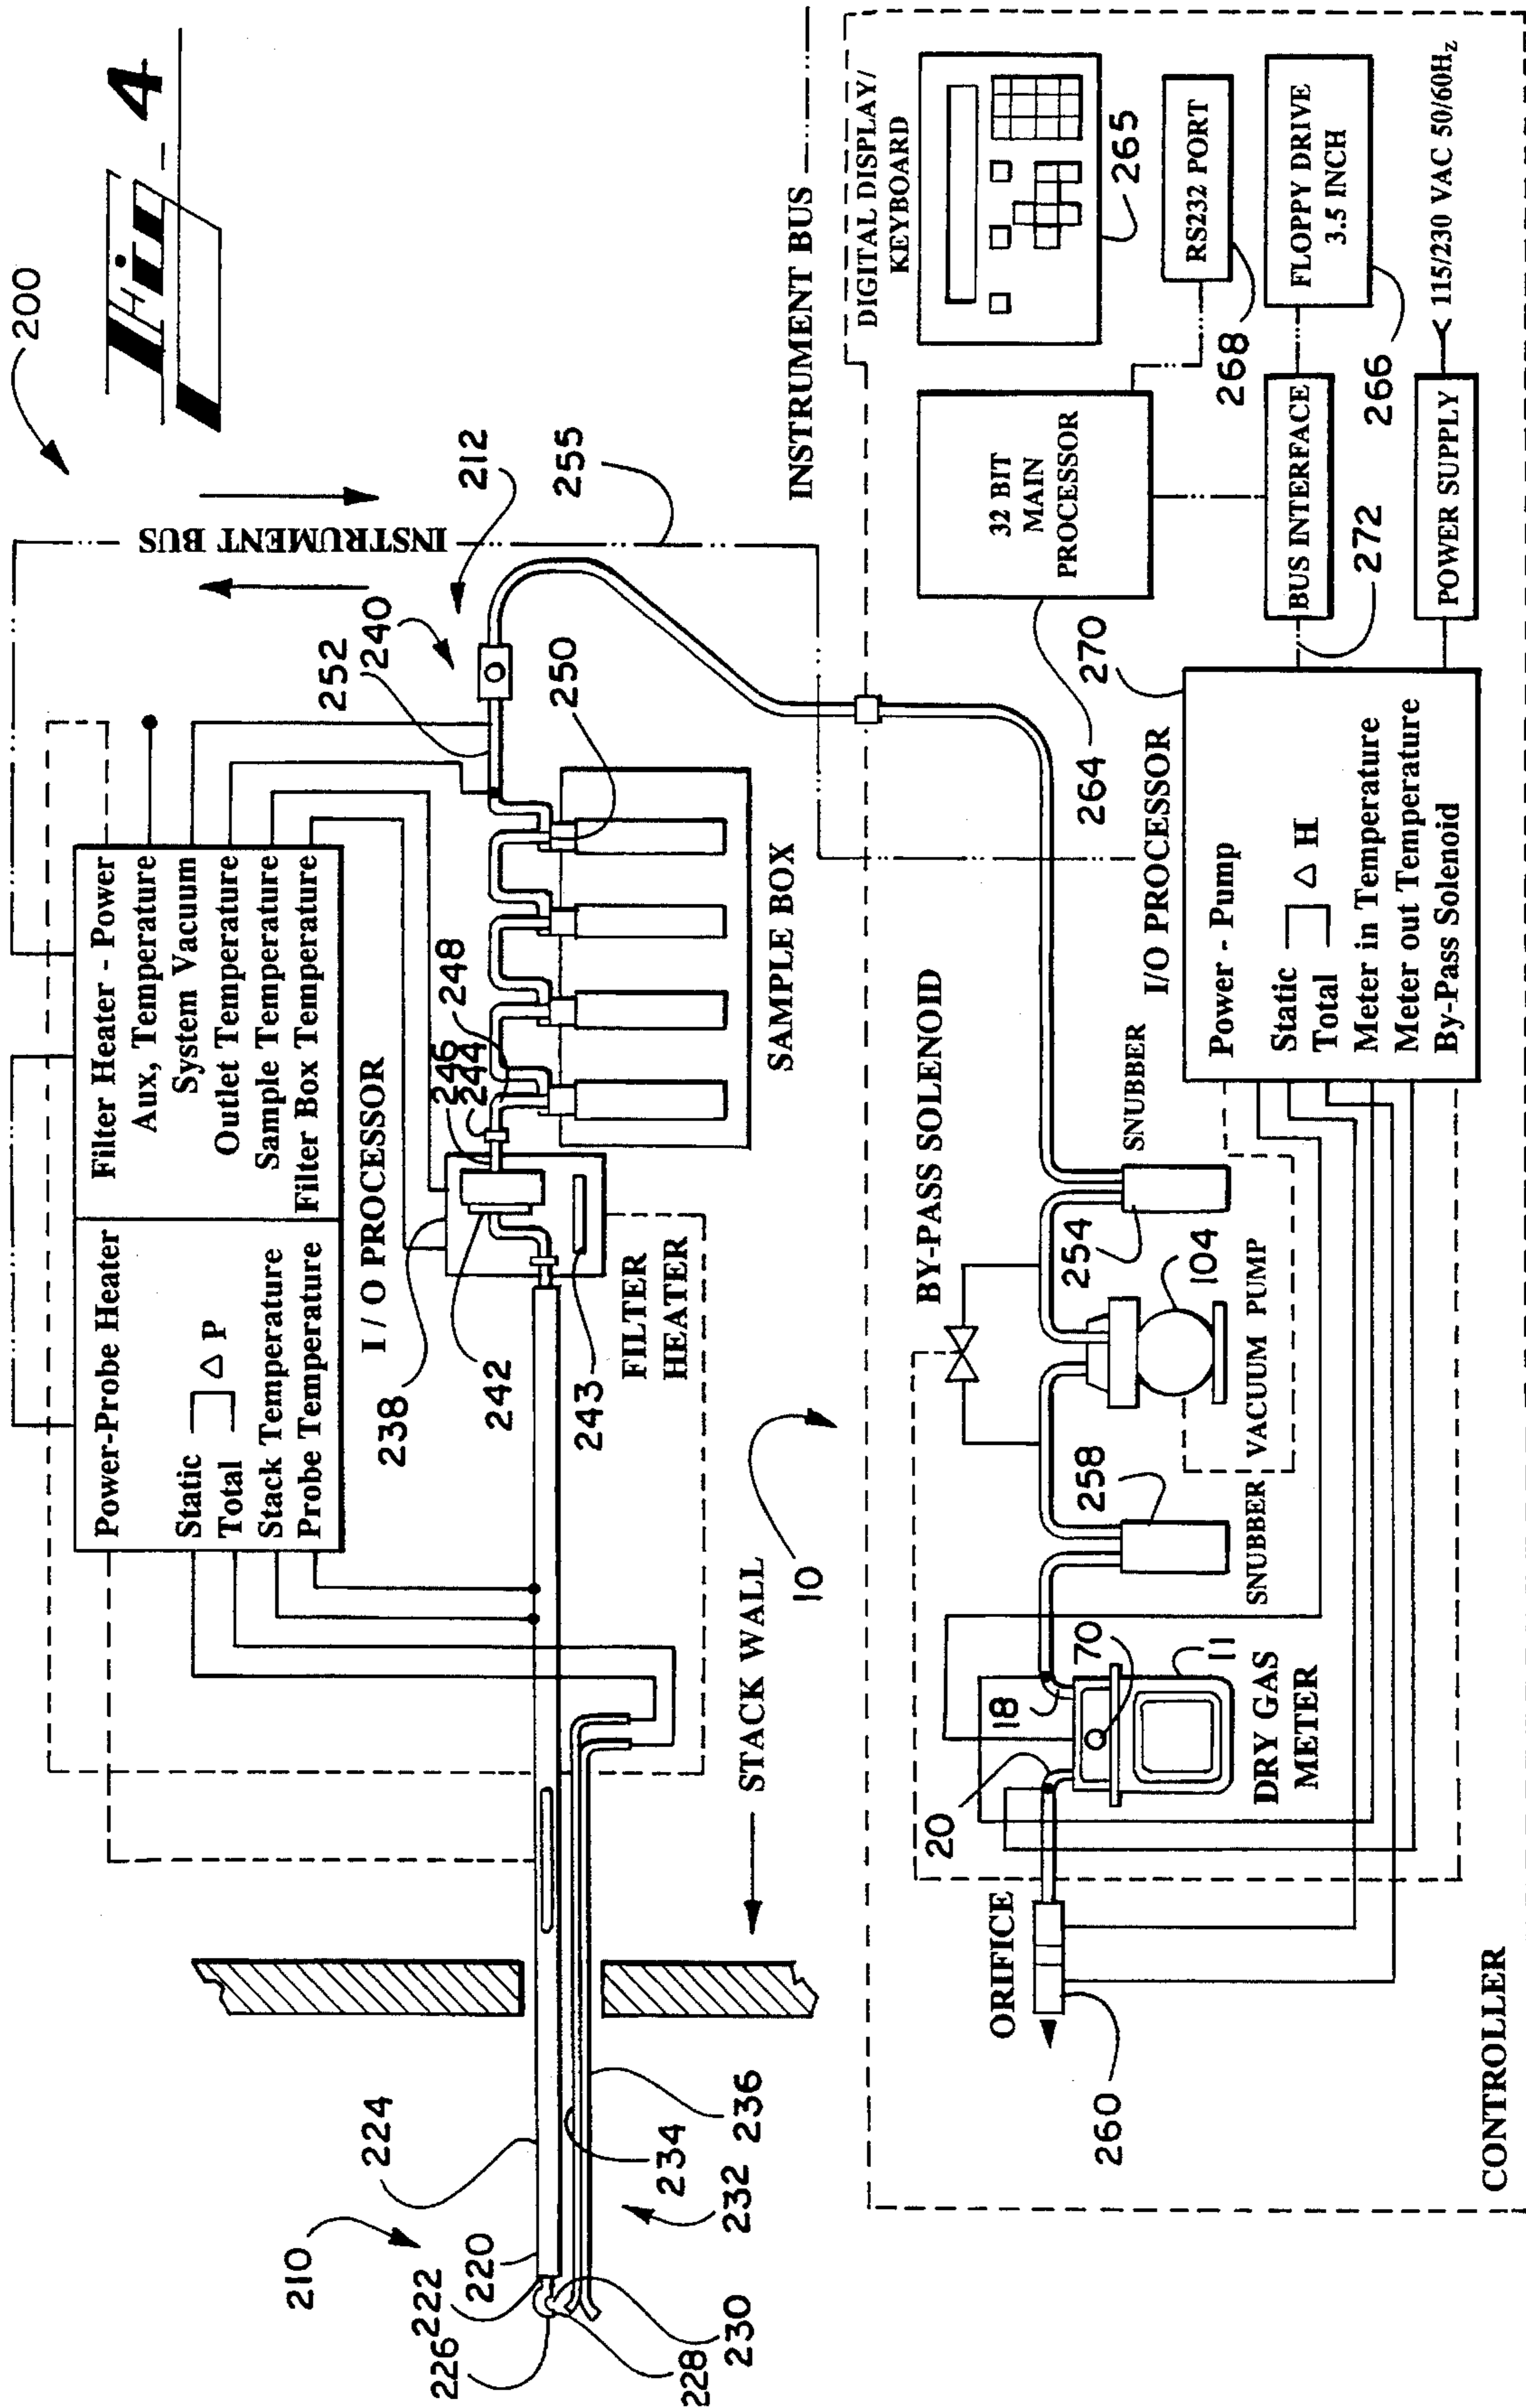 Fig. 4
200
INSTRUMENT BUS
Power-Probe Heater
Static
Total
Δ P
Stack Temperature
Probe Temperature
Filter Heater - Power
Aux, Temperature
System Vacuum
Outlet Temperature
Sample Temperature
Filter Box Temperature
I / O PROCESSOR
255
212
240
252
250
248
246
244
238
242
243
FILTER
HEATER
SAMPLE BOX
STACK WALL
10
210
224
220
222
226
228
230
232
234
236
INSTRUMENT BUS
DIGITAL DISPLAY/
KEYBOARD
265
RS232 PORT
268
FLOPPY DRIVE
3.5 INCH
266
115/230 VAC 50/60Hz
32 BIT
MAIN
PROCESSOR
264
BUS INTERFACE
272
POWER SUPPLY
270
I/O PROCESSOR
Power - Pump
Static
Total
Δ H
Meter in Temperature
Meter out Temperature
By-Pass Solenoid
BY-PASS SOLENOID
SNUBBER
254
104
VACUUM PUMP
258
SNUBBER
70
18
11
20
DRY GAS
METER
ORIFICE
260
CONTROLLER